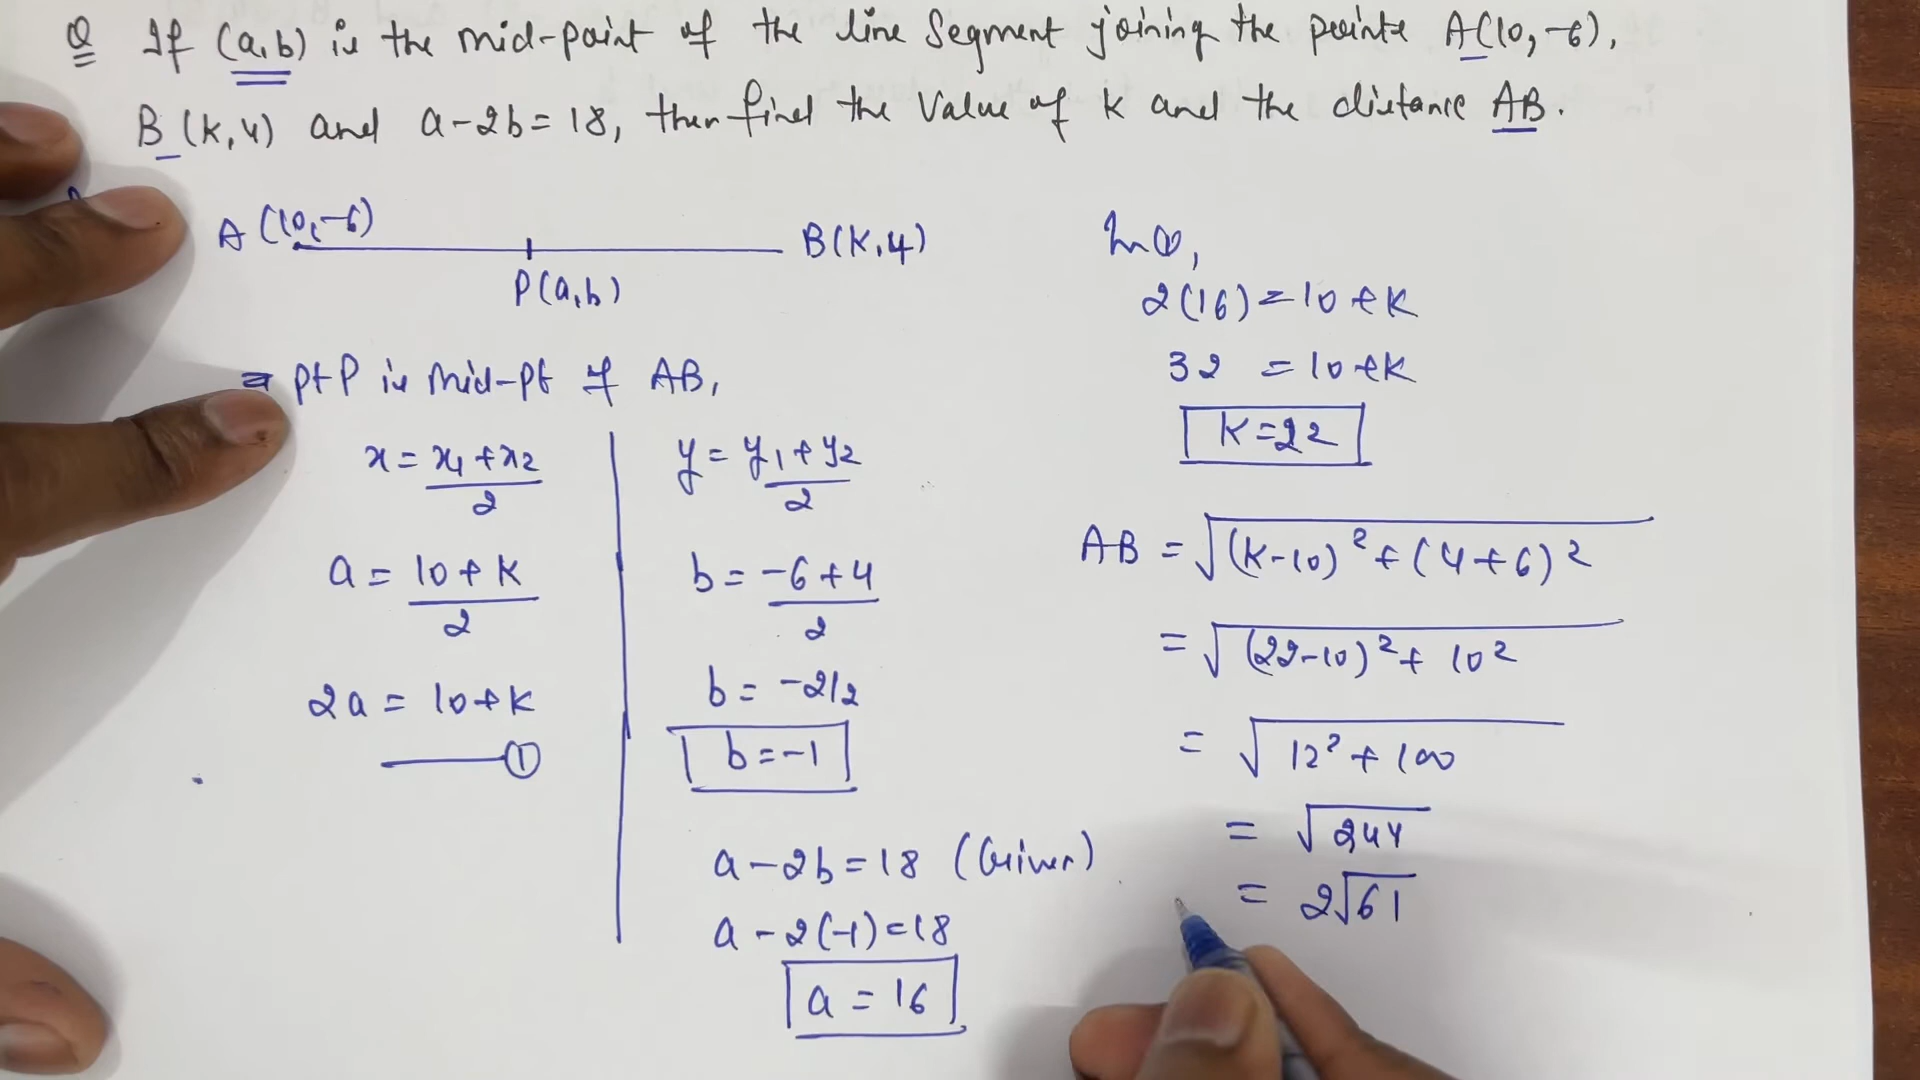 Q If (a,b) is the mid-point of the line Segment joining the points A(10,-6),
B(k,4) and a-2b=18, then find the Value of k and the distance AB.
A (10,-6)
B(k,4)
P(a,b)
⇒ pt P is mid-pt of AB,
x = x1+x2/2
a = 10+k/2
2a = 10+k
①
y = y1+y2/2
b = -6+4/2
b = -2/2
b = -1
a-2b=18 (Given)
a-2(-1)=18
a = 16
In ①,
2(16) = 10+k
32 = 10+k
k=22
AB = √(k-10)²+(4+6)²
= √(22-10)²+10²
= √12²+100
= √244
= 2√61